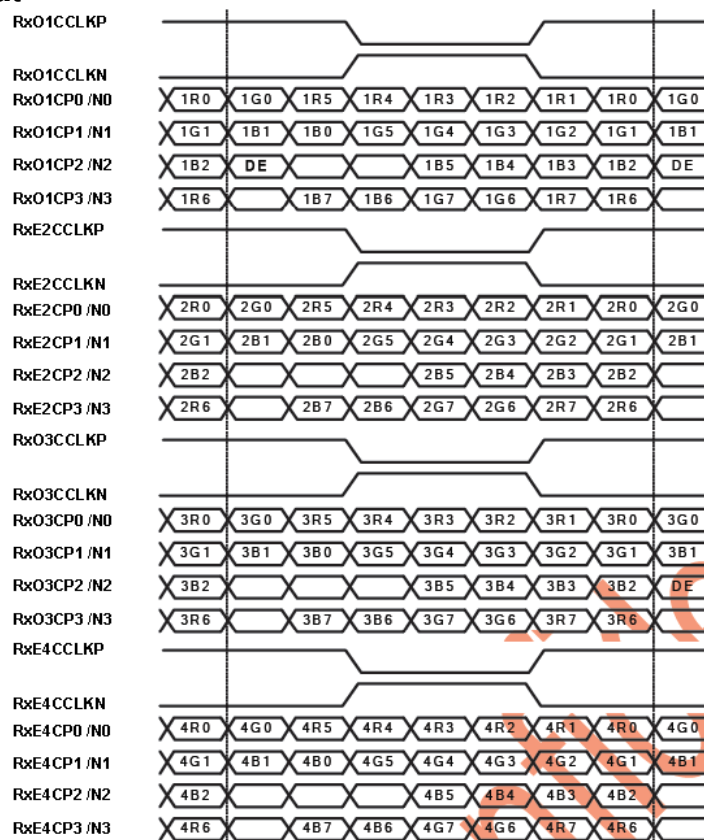 RxO1CCLKP
RxO1CCLKN
RxO1CP0 /N0 1R0 1G0 1R5 1R4 1R3 1R2 1R1 1R0 1G0
RxO1CP1 /N1 1G1 1B1 1B0 1G5 1G4 1G3 1G2 1G1 1B1
RxO1CP2 /N2 1B2 DE 1B5 1B4 1B3 1B2 DE
RxO1CP3 /N3 1R6 1B7 1B6 1G7 1G6 1R7 1R6
RxE2CCLKP
RxE2CCLKN
RxE2CP0 /N0 2R0 2G0 2R5 2R4 2R3 2R2 2R1 2R0 2G0
RxE2CP1 /N1 2G1 2B1 2B0 2G5 2G4 2G3 2G2 2G1 2B1
RxE2CP2 /N2 2B2 2B5 2B4 2B3 2B2
RxE2CP3 /N3 2R6 2B7 2B6 2G7 2G6 2R7 2R6
RxO3CCLKP
RxO3CCLKN
RxO3CP0 /N0 3R0 3G0 3R5 3R4 3R3 3R2 3R1 3R0 3G0
RxO3CP1 /N1 3G1 3B1 3B0 3G5 3G4 3G3 3G2 3G1 3B1
RxO3CP2 /N2 3B2 3B5 3B4 3B3 3B2 DE
RxO3CP3 /N3 3R6 3B7 3B6 3G7 3G6 3R7 3R6
RxE4CCLKP
RxE4CCLKN
RxE4CP0 /N0 4R0 4G0 4R5 4R4 4R3 4R2 4R1 4R0 4G0
RxE4CP1 /N1 4G1 4B1 4B0 4G5 4G4 4G3 4G2 4G1 4B1
RxE4CP2 /N2 4B2 4B5 4B4 4B3 4B2
RxE4CP3 /N3 4R6 4B7 4B6 4G7 4G6 4R7 4R6